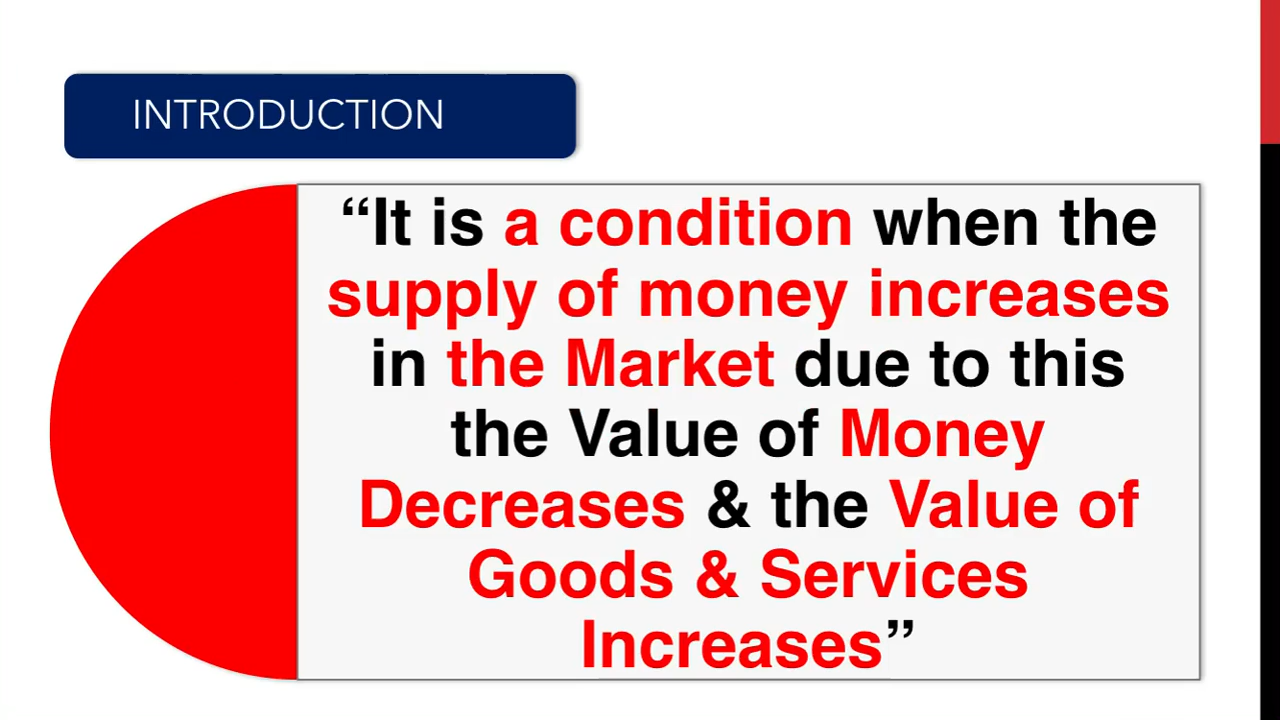 INTRODUCTION
“It is a condition when the
supply of money increases
in the Market due to this
the Value of Money
Decreases & the Value of
Goods & Services
Increases”